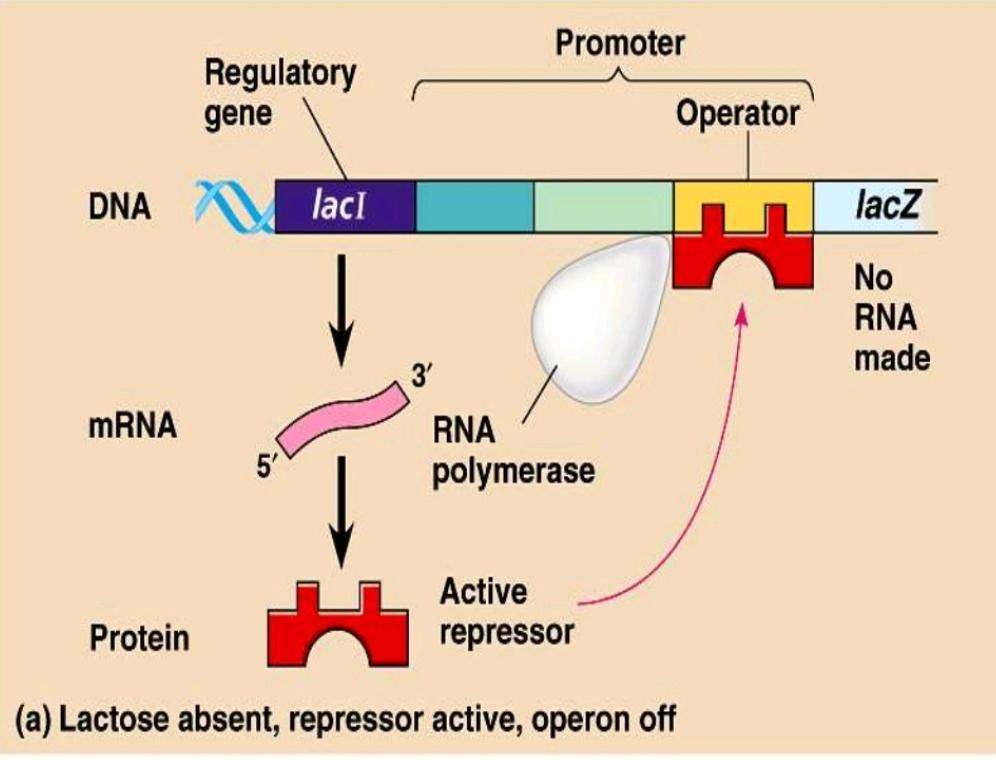 Promoter
Regulatory
gene
Operator
DNA
lacI
lacZ
No
RNA
made
3′
mRNA
RNA
polymerase
5′
Active
repressor
Protein
(a) Lactose absent, repressor active, operon off